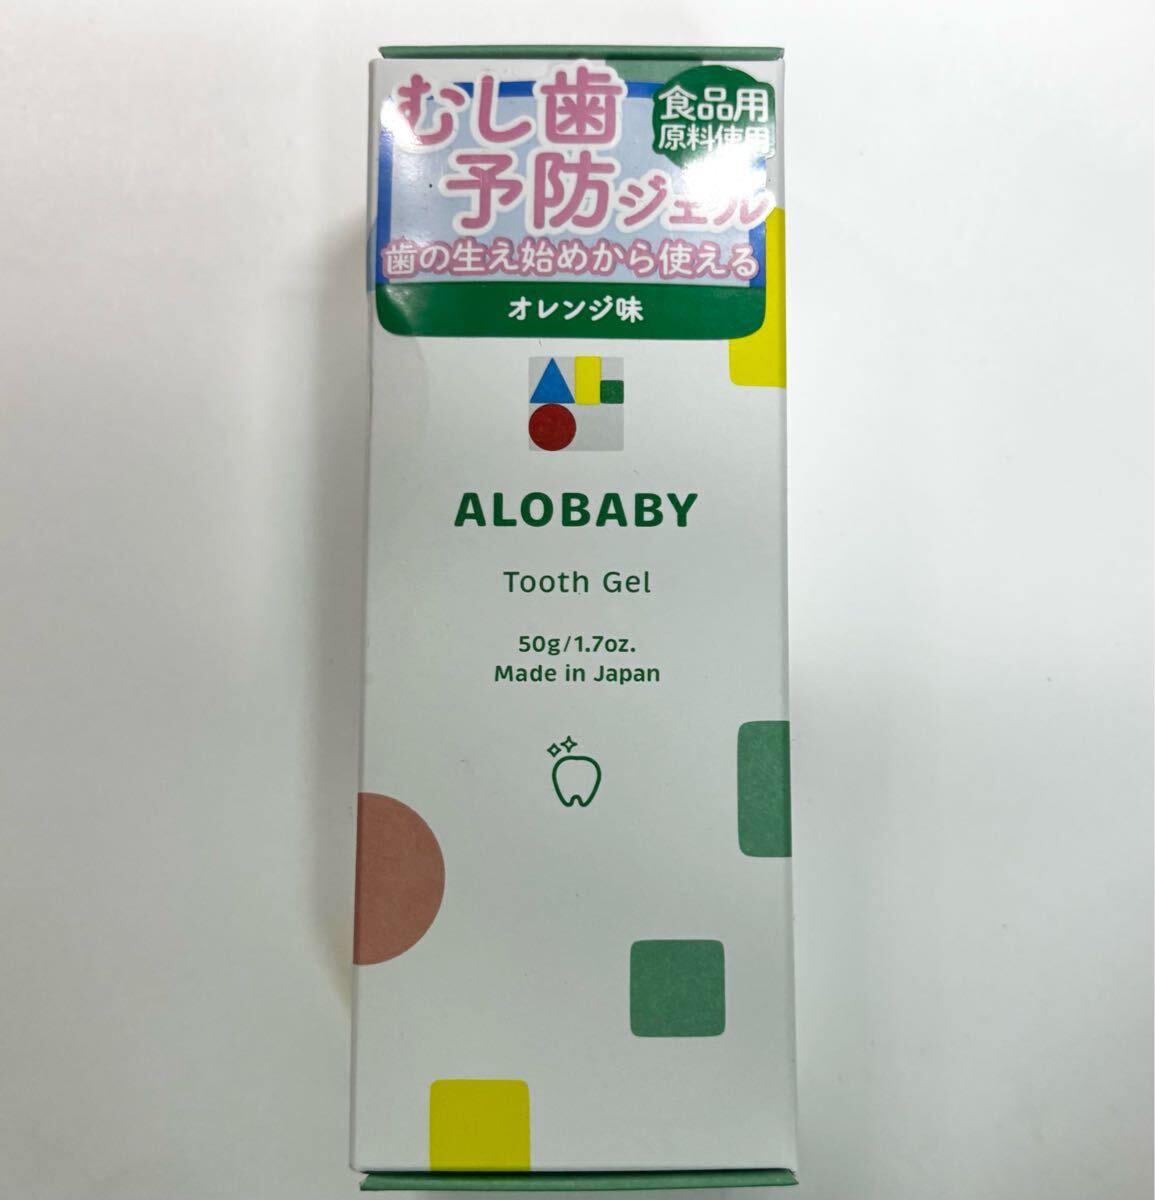 むし歯
食品用
原料使用
予防ジェル
歯の生え始めから使える
オレンジ味
ALOBABY
Tooth Gel
50g/1.7oz.
Made in Japan